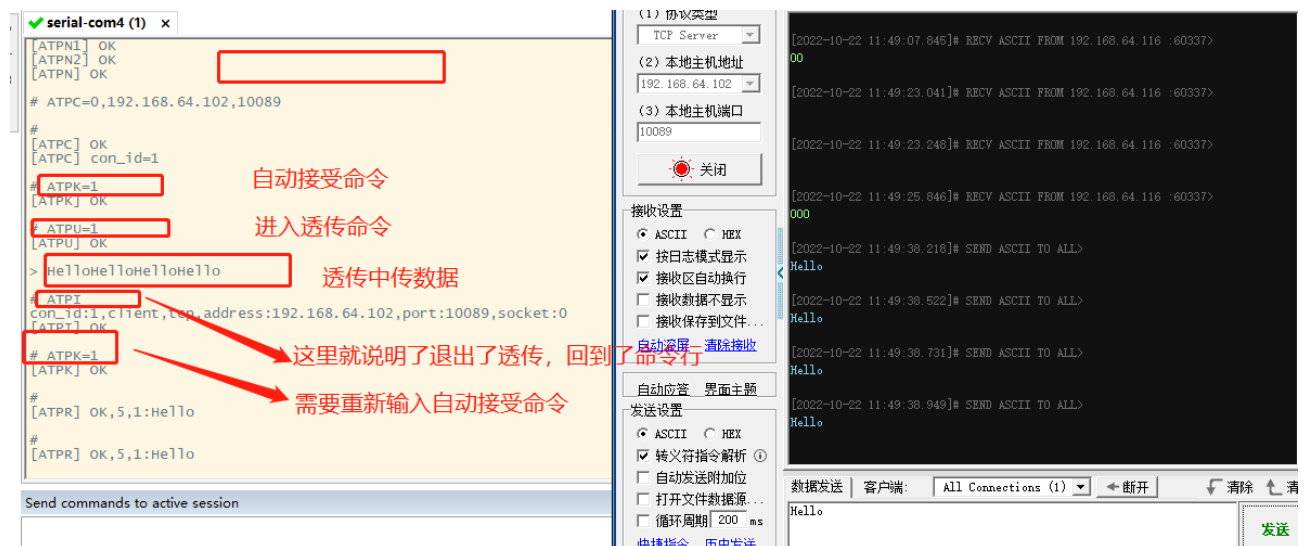 serial-com4 (1) x
[ATPN1] OK
[ATPN2] OK
[ATPN] OK
# ATPC=0,192.168.64.102,10089
#
[ATPC] OK
[ATPC] con_id=1
# ATPK=1
[ATPK] OK
自动接受命令
# ATPU=1
[ATPU] OK
进入透传命令
> HelloHelloHelloHello
透传中传数据
# ATPI
con_id:1,client,tcp,address:192.168.64.102,port:10089,socket:0
[ATPI] OK
这里就说明了退出了透传，回到了命令行
# ATPK=1
[ATPK] OK
需要重新输入自动接受命令
#
[ATPR] OK,5,1:Hello
#
[ATPR] OK,5,1:Hello
Send commands to active session
(1) 协议类型
TCP Server
(2) 本地主机地址
192.168.64.102
(3) 本地主机端口
10089
关闭
接收设置
ASCII HEX
按日志模式显示
接收区自动换行
接收数据不显示
接收保存到文件...
自动滚屏 清除接收
自动应答 界面主题
发送设置
ASCII HEX
转义符指令解析
自动发送附加位
打开文件数据源...
循环周期 200 ms
快捷指令 历史发送
[2022-10-22 11:49:07.845]# RECV ASCII FROM 192.168.64.116 :60337>
00
[2022-10-22 11:49:23.041]# RECV ASCII FROM 192.168.64.116 :60337>
[2022-10-22 11:49:23.248]# RECV ASCII FROM 192.168.64.116 :60337>
[2022-10-22 11:49:25.846]# RECV ASCII FROM 192.168.64.116 :60337>
000
[2022-10-22 11:49:38.218]# SEND ASCII TO ALL>
Hello
[2022-10-22 11:49:38.522]# SEND ASCII TO ALL>
Hello
[2022-10-22 11:49:38.731]# SEND ASCII TO ALL>
Hello
[2022-10-22 11:49:38.949]# SEND ASCII TO ALL>
Hello
数据发送 客户端: All Connections (1) 断开 清除 清
Hello
发送